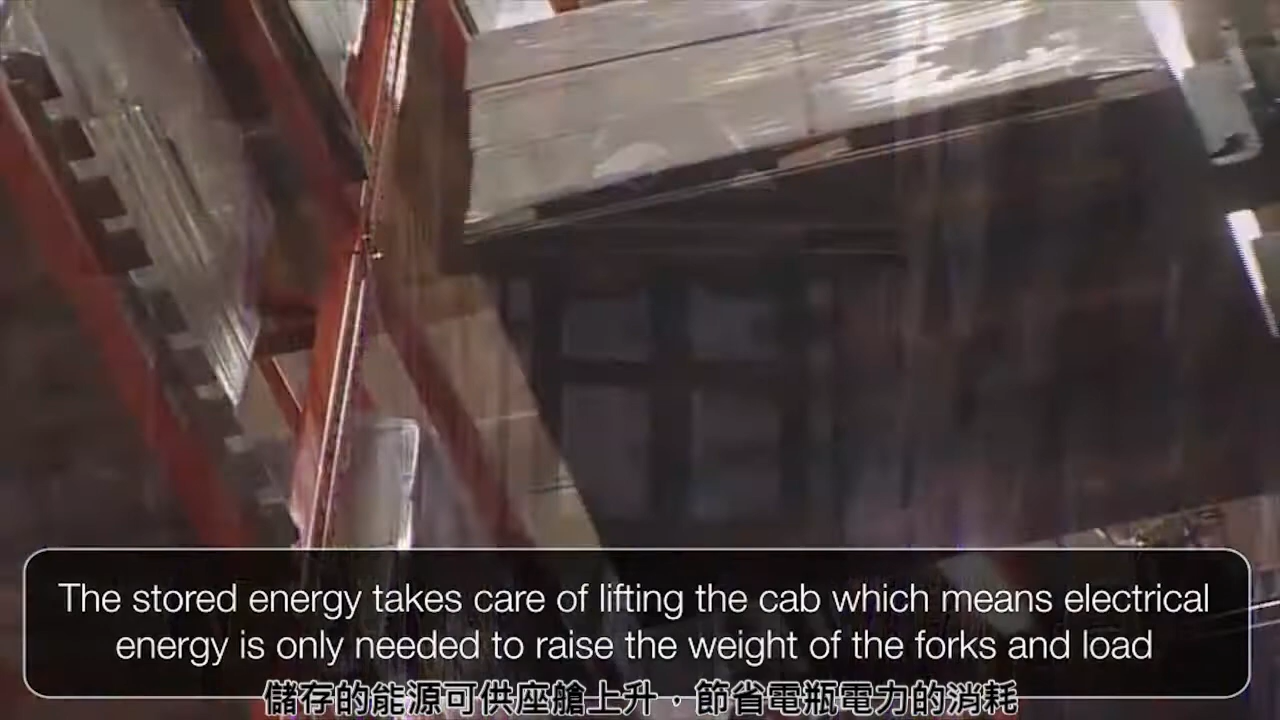 The stored energy takes care of lifting the cab which means electrical
energy is only needed to raise the weight of the forks and load
儲存的能源可供座艙上升，節省電瓶電力的消耗